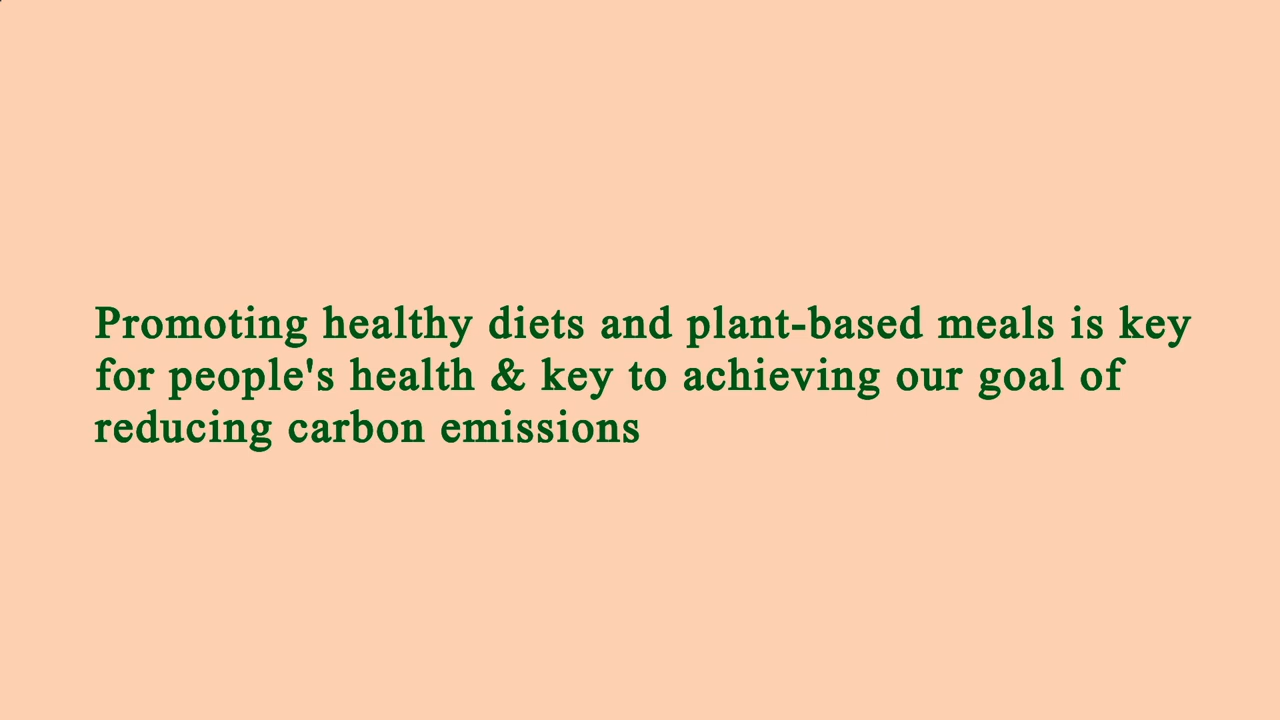 Promoting healthy diets and plant-based meals is key
for people's health & key to achieving our goal of
reducing carbon emissions